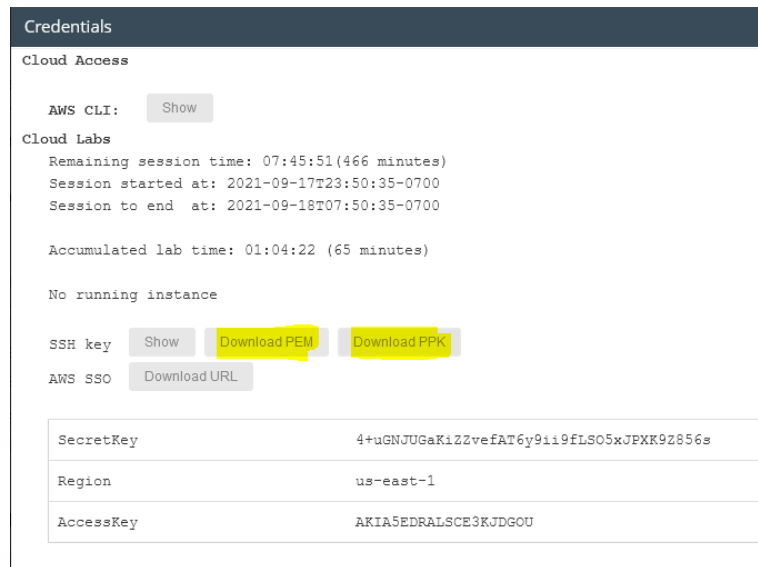 Credentials
Cloud Access
AWS CLI: Show
Cloud Labs
Remaining session time: 07:45:51(466 minutes)
Session started at: 2021-09-17T23:50:35-0700
Session to end  at: 2021-09-18T07:50:35-0700
Accumulated lab time: 01:04:22 (65 minutes)
No running instance
SSH key Show Download PEM Download PPK
AWS SSO Download URL
SecretKey 4+uGNJUGaKiZZvefAT6y9ii9fLSO5xJPXK9Z856s
Region us-east-1
AccessKey AKIA5EDRALSCE3KJDGOU